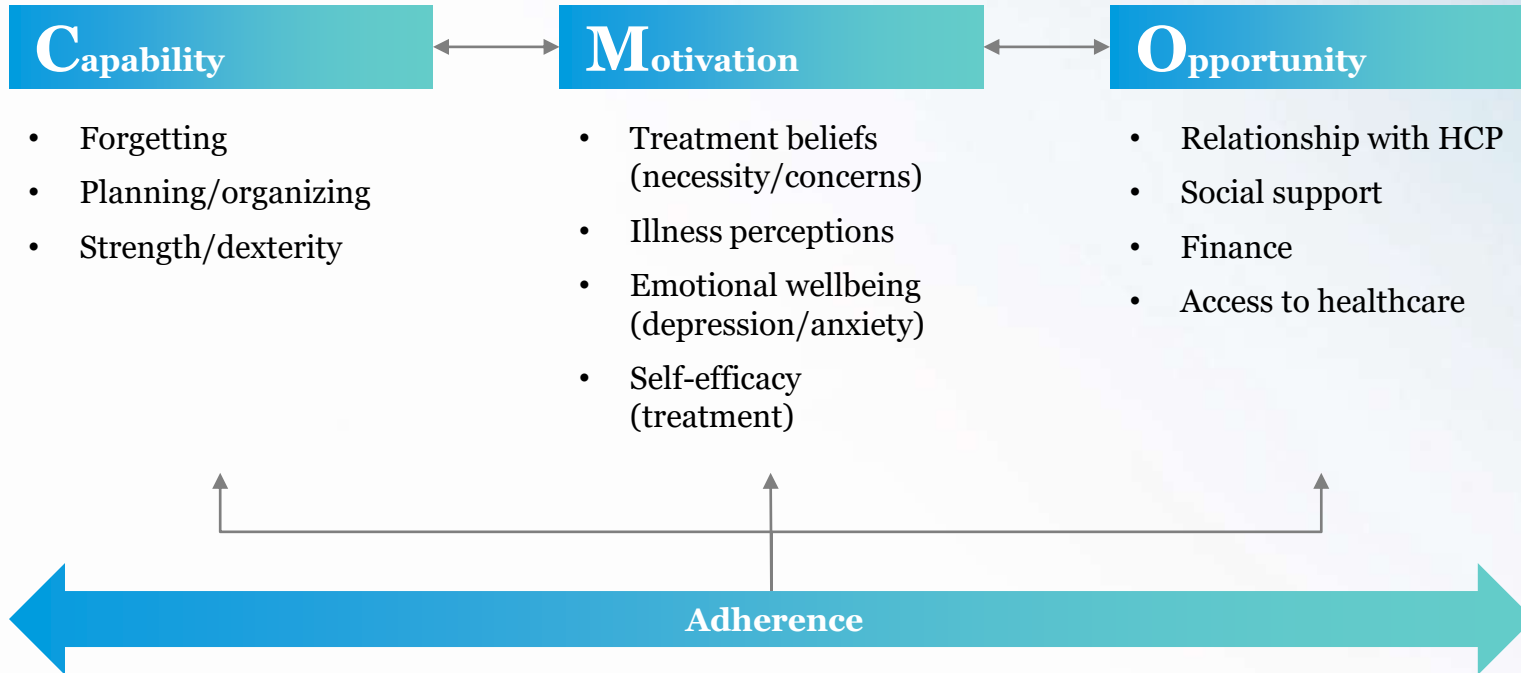 Capability
• Forgetting
• Planning/organizing
• Strength/dexterity
Motivation
• Treatment beliefs
(necessity/concerns)
• Illness perceptions
• Emotional wellbeing
(depression/anxiety)
• Self-efficacy
(treatment)
Opportunity
• Relationship with HCP
• Social support
• Finance
• Access to healthcare
Adherence